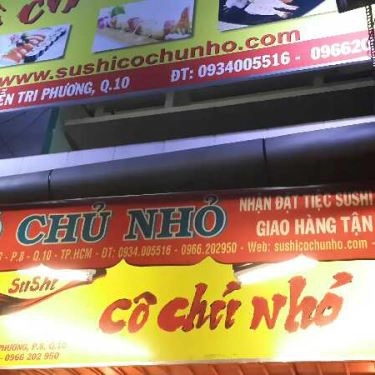 www.sushicochunho.com
ỄN TRI PHƯƠNG, Q.10 ĐT: 0934005516 - 096620
CHỦ NHỎ
NHẬN ĐẶT TIỆC SUSHI
GIAO HÀNG TẬN
- P.8 - Q.10 - TP.HCM - ĐT: 0934.005516 - 0966.202950 - Web: sushicochunho.com -
SuShi
Cô Chủ Nhỏ
PHƯƠNG, P.8, Q.10
- 0966 202 950